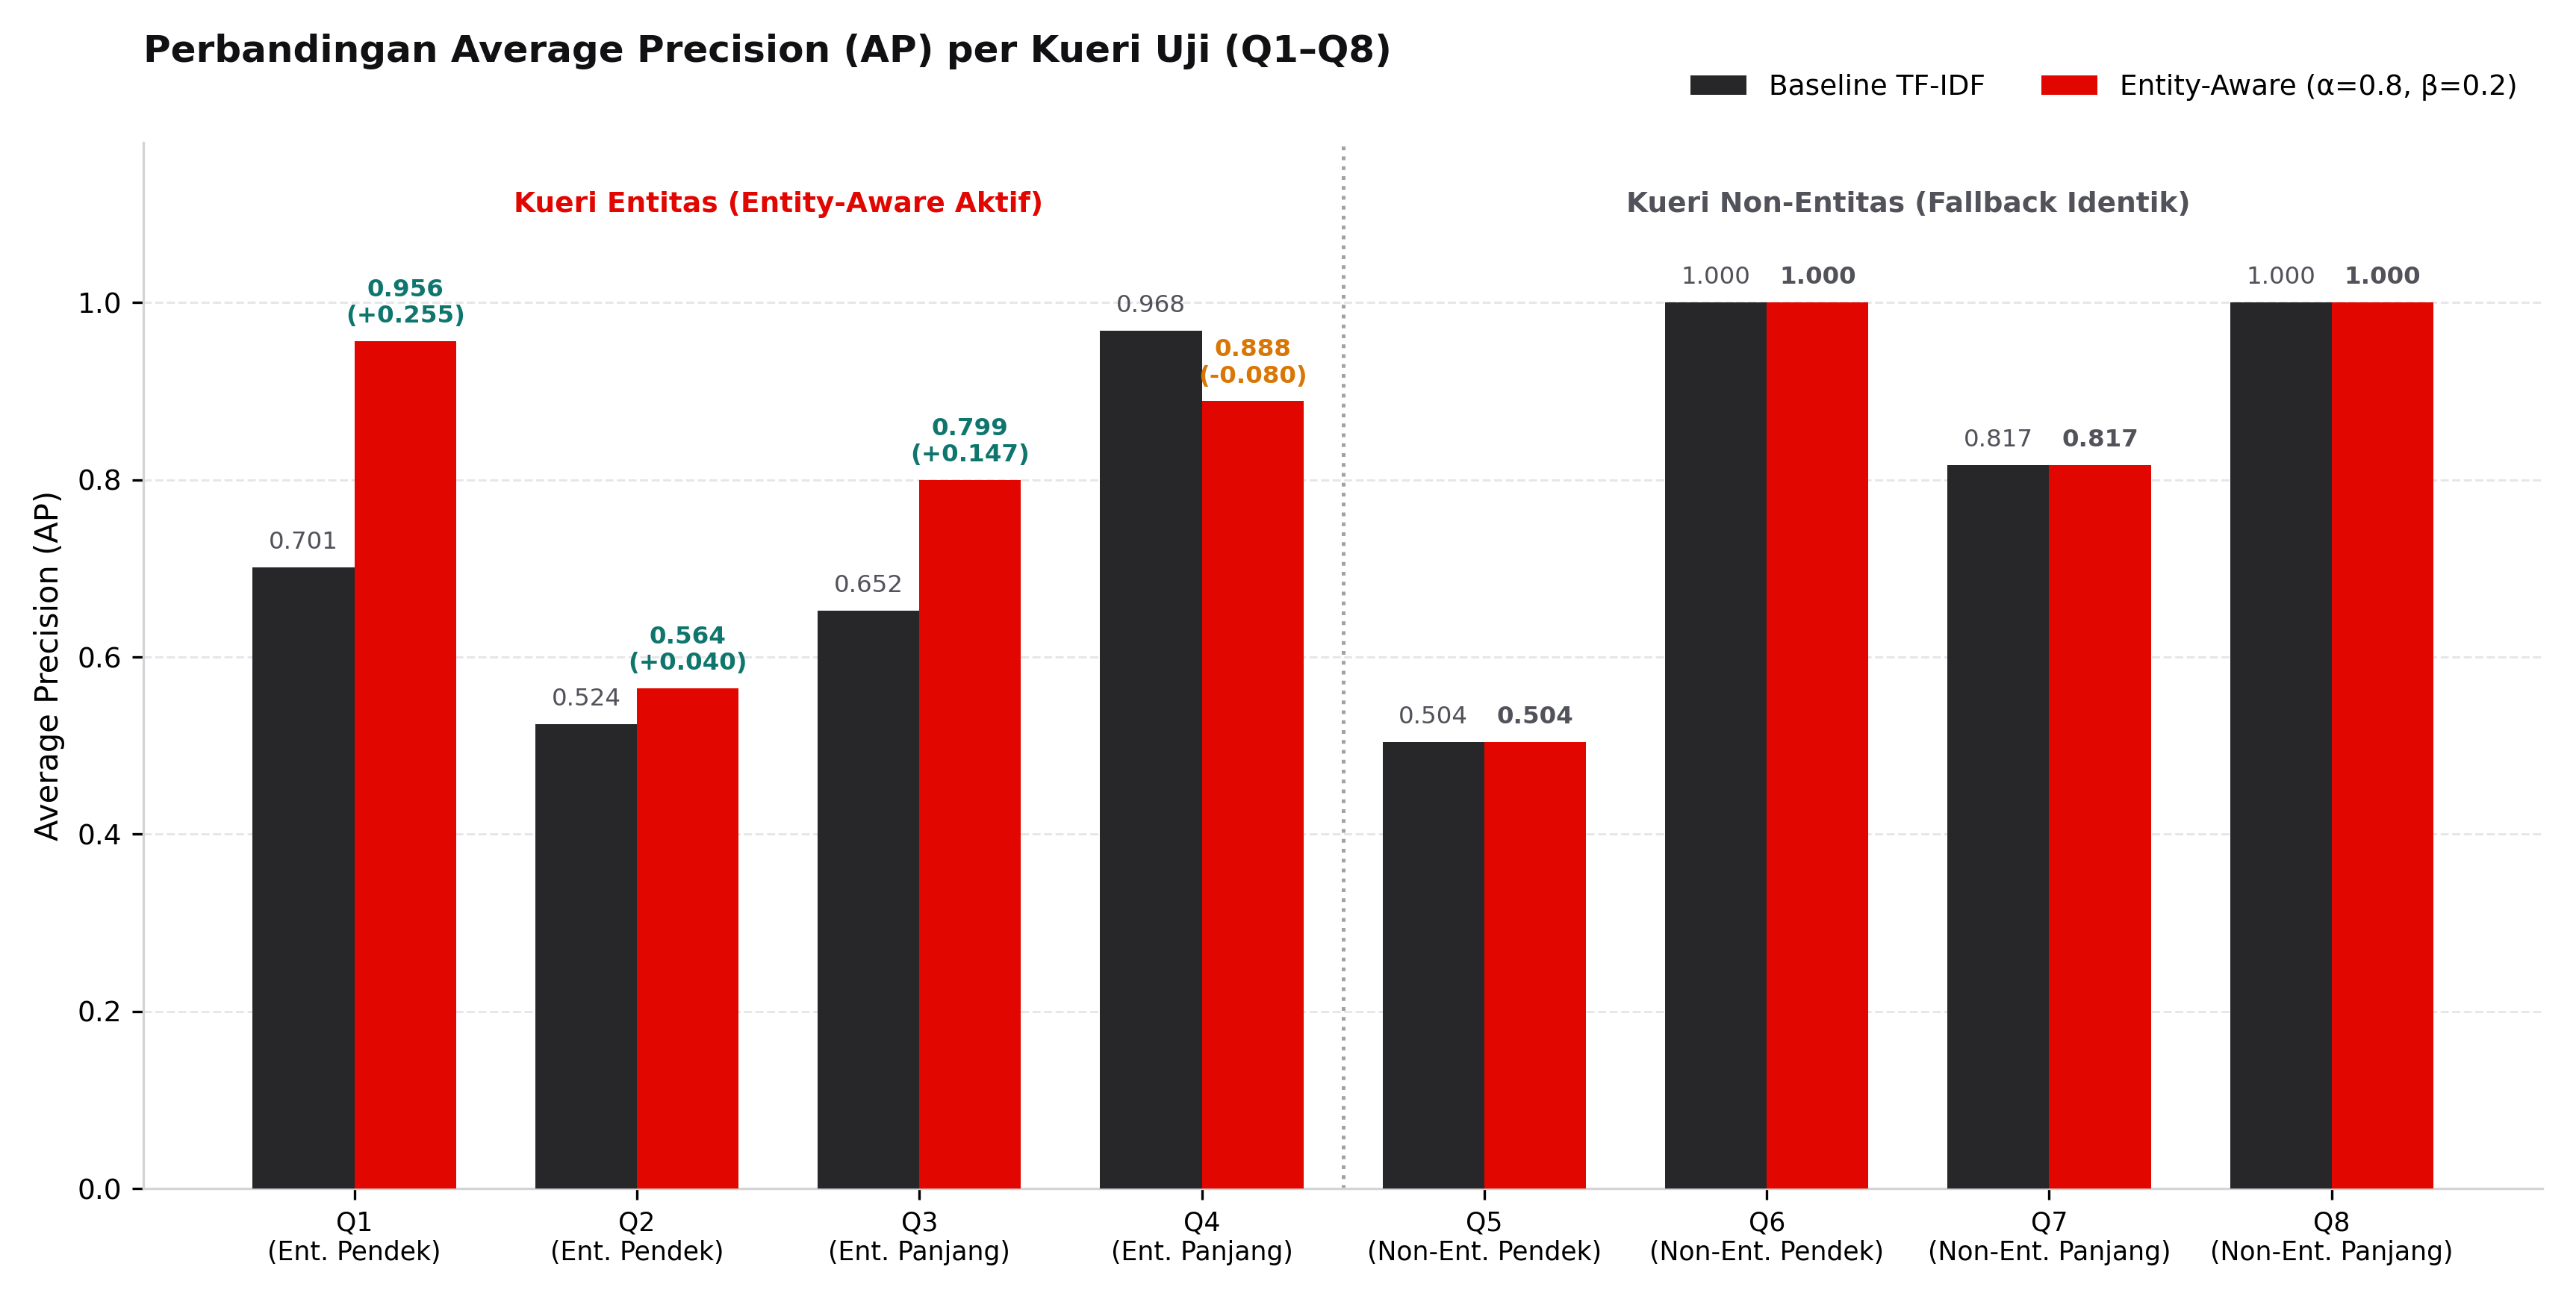 Perbandingan Average Precision (AP) per Kueri Uji (Q1–Q8)
Baseline TF-IDF
Entity-Aware (α=0.8, β=0.2)
Kueri Entitas (Entity-Aware Aktif)
Kueri Non-Entitas (Fallback Identik)
Average Precision (AP)
1.0
0.8
0.6
0.4
0.2
0.0
0.701
0.956
(+0.255)
0.524
0.564
(+0.040)
0.652
0.799
(+0.147)
0.968
0.888
(-0.080)
0.504
0.504
1.000
1.000
0.817
0.817
1.000
1.000
Q1
(Ent. Pendek)
Q2
(Ent. Pendek)
Q3
(Ent. Panjang)
Q4
(Ent. Panjang)
Q5
(Non-Ent. Pendek)
Q6
(Non-Ent. Pendek)
Q7
(Non-Ent. Panjang)
Q8
(Non-Ent. Panjang)